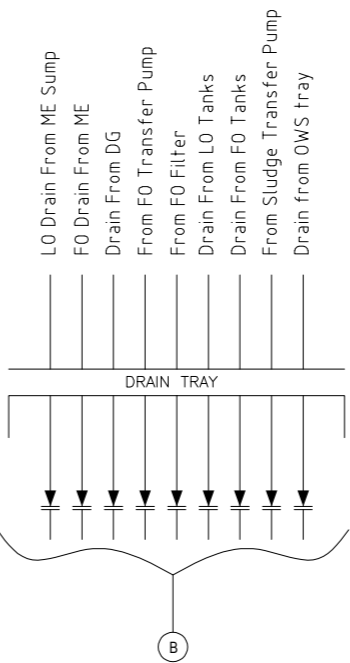 LO Drain From ME Sump
FO Drain From ME
Drain From DG
From FO Transfer Pump
From FO Filter
Drain From LO Tanks
Drain From FO Tanks
From Sludge Transfer Pump
Drain from OWS tray
DRAIN TRAY
B